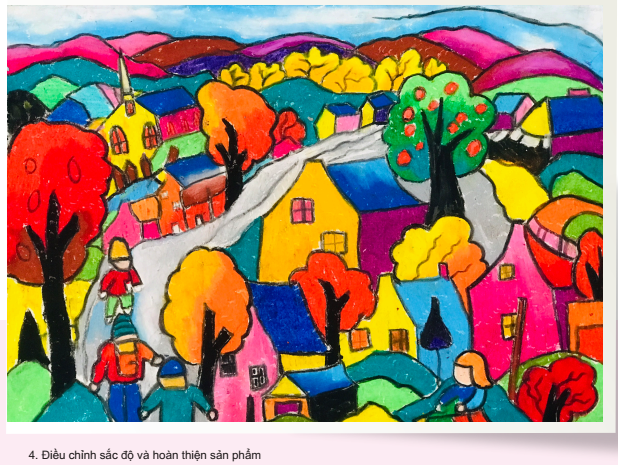 4. Điều chỉnh sắc độ và hoàn thiện sản phẩm